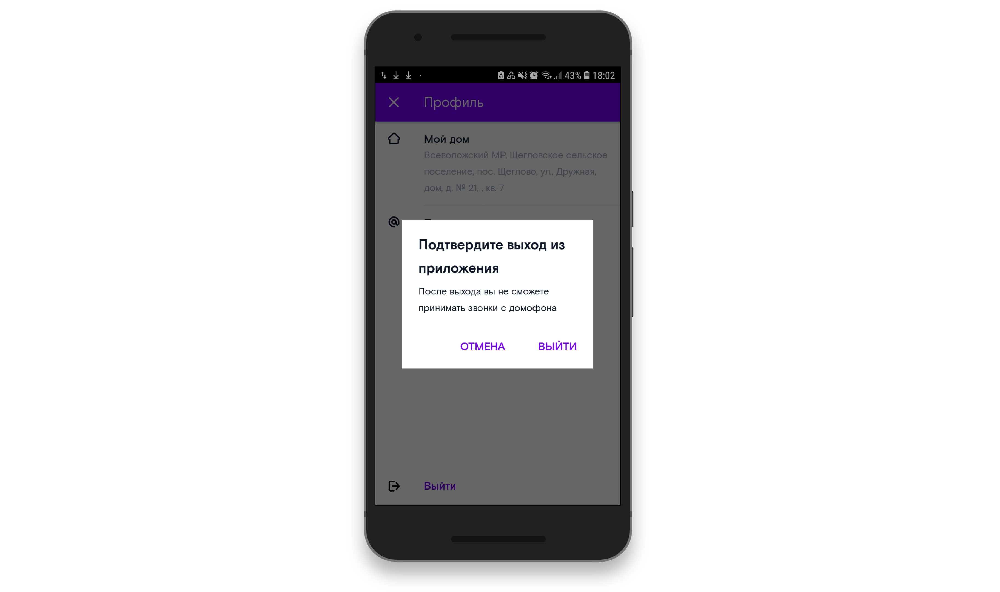 43% 18:02
Профиль
Мой дом
Всеволожский МР, Щегловское сельское
поселение, пос. Щеглово, ул., Дружная,
дом, д. № 21, , кв. 7
Подтвердите выход из
приложения
После выхода вы не сможете
принимать звонки с домофона
ОТМЕНА ВЫЙТИ
Выйти